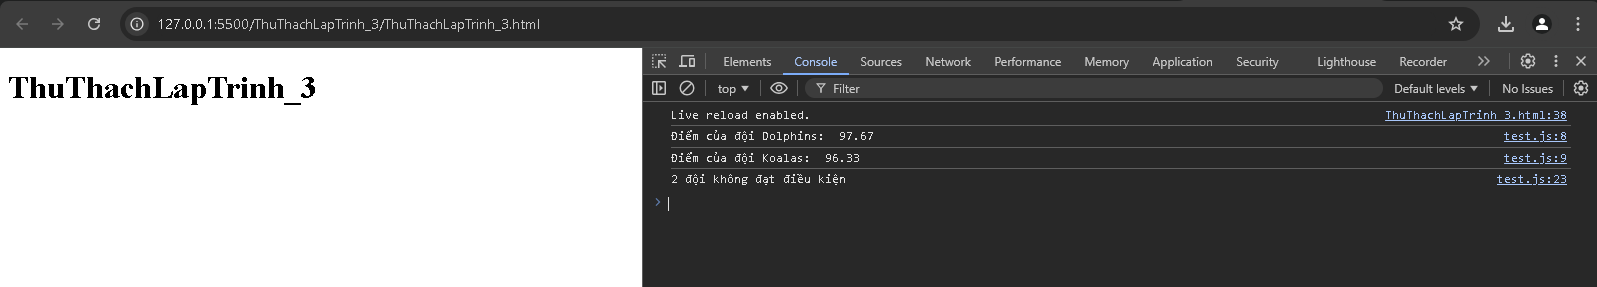 127.0.0.1:5500/ThuThachLapTrinh_3/ThuThachLapTrinh_3.html
ThuThachLapTrinh_3
Elements Console Sources Network Performance Memory Application Security Lighthouse Recorder
top Filter Default levels No Issues
Live reload enabled. ThuThachLapTrinh_3.html:38
Điểm của đội Dolphins:  97.67 test.js:8
Điểm của đội Koalas:  96.33 test.js:9
2 đội không đạt điều kiện test.js:23